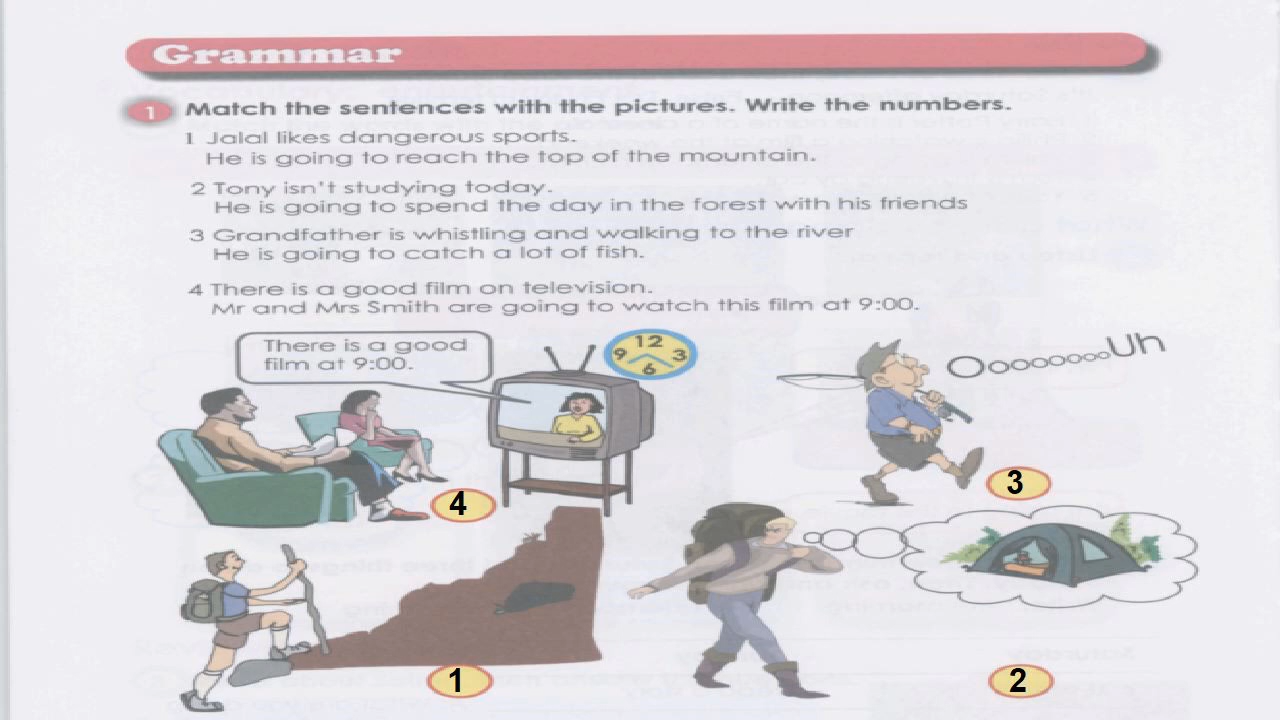 Grammar
1 Match the sentences with the pictures. Write the numbers.
1 Jalal likes dangerous sports.
He is going to reach the top of the mountain.
2 Tony isn't studying today.
He is going to spend the day in the forest with his friends
3 Grandfather is whistling and walking to the river
He is going to catch a lot of fish.
4 There is a good film on television.
Mr and Mrs Smith are going to watch this film at 9:00.
There is a good
film at 9:00.
12
9 3
6
OooooooooUh
4
3
1
2